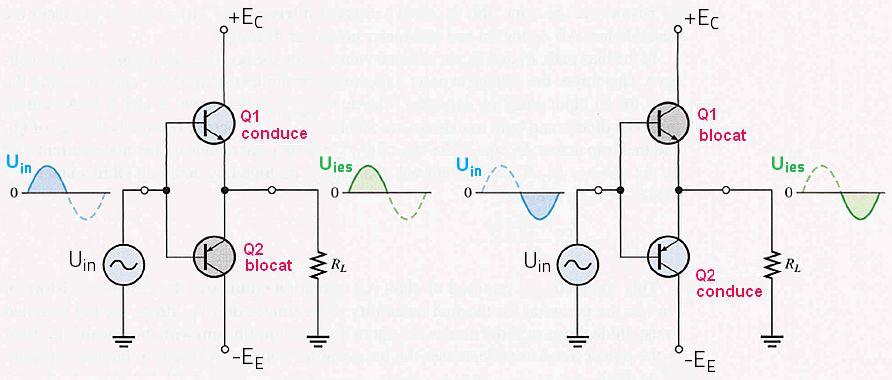 +E_C
Q1
conduce
U_in
0
U_ies
0
U_in
Q2
blocat
R_L
-E_E
+E_C
Q1
blocat
U_in
0
U_ies
0
U_in
Q2
conduce
R_L
-E_E